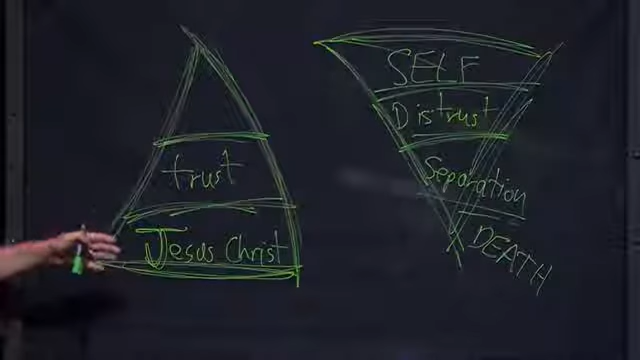 trust
Jesus Christ
SELF
Distrust
Separation
DEATH